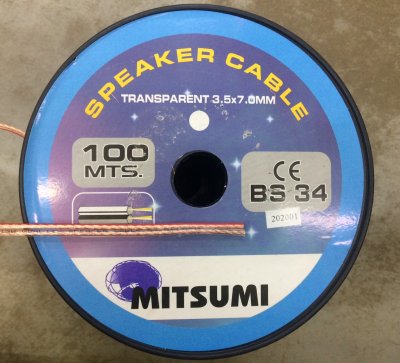 SPEAKER CABLE
TRANSPARENT 3.5x7.0MM
100
MTS.
CE
BS 34
202001
MITSUMI